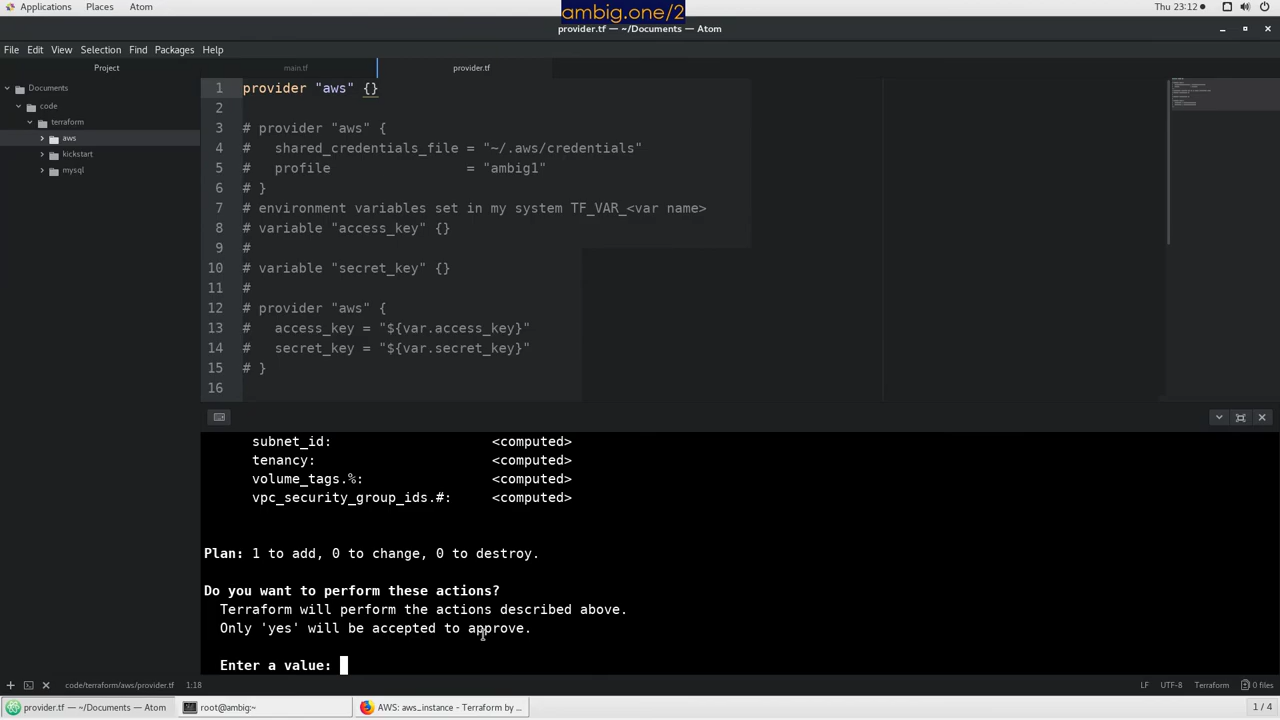 Applications Places Atom
ambig.one/2
Thu 23:12
provider.tf — ~/Documents — Atom
File Edit View Selection Find Packages Help
Project
main.tf
provider.tf
Documents
code
terraform
aws
kickstart
mysql
1 provider "aws" {}
2
3 # provider "aws" {
4 #   shared_credentials_file = "~/.aws/credentials"
5 #   profile                 = "ambig1"
6 # }
7 # environment variables set in my system TF_VAR_<var name>
8 # variable "access_key" {}
9 #
10 # variable "secret_key" {}
11 #
12 # provider "aws" {
13 #   access_key = "${var.access_key}"
14 #   secret_key = "${var.secret_key}"
15 # }
16
subnet_id: <computed>
tenancy: <computed>
volume_tags.%: <computed>
vpc_security_group_ids.#: <computed>
Plan: 1 to add, 0 to change, 0 to destroy.
Do you want to perform these actions?
Terraform will perform the actions described above.
Only 'yes' will be accepted to approve.
Enter a value:
code/terraform/aws/provider.tf 1:18
LF UTF-8 Terraform 0 files
provider.tf — ~/Documents — Atom
root@ambig:~
AWS: aws_instance - Terraform by ...
1 / 4